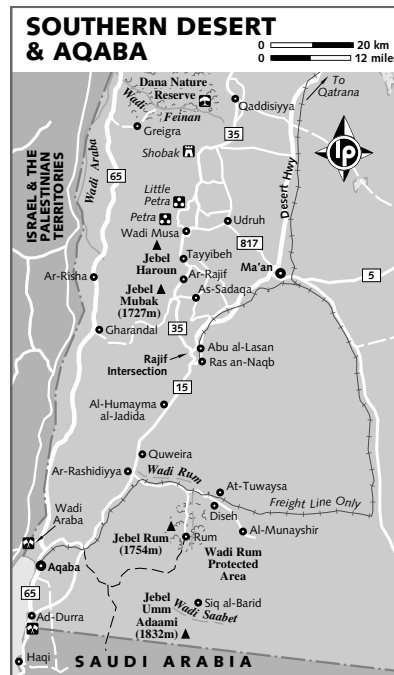 SOUTHERN DESERT
& AQABA
0 20 km
0 12 miles
To
Qatrana
Dana Nature
Reserve
Wadi
Feinan
Qaddisiyya
Greigra
35
Shobak
lp
ISRAEL & THE
PALESTINIAN
TERRITORIES
Wadi Araba
65
Desert Hwy
Little
Petra
Petra
Udruh
Wadi Musa
817
Jebel
Haroun
Tayyibeh
Ma'an
5
Ar-Risha
Ar-Rajif
Jebel
Mubak
(1727m)
As-Sadaqa
Gharandal
35
Rajif
Intersection
Abu al-Lasan
Ras an-Naqb
15
Al-Humayma
al-Jadida
Quweira
Ar-Rashidiyya
Wadi Rum
At-Tuwaysa
Freight Line Only
Diseh
Wadi
Araba
Jebel Rum
(1754m)
Rum
Al-Munayshir
Wadi Rum
Protected
Area
Aqaba
65
Jebel
Umm
Adaami
(1832m)
Siq al-Barid
Wadi Saabet
Ad-Durra
Haqi
SAUDI ARABIA